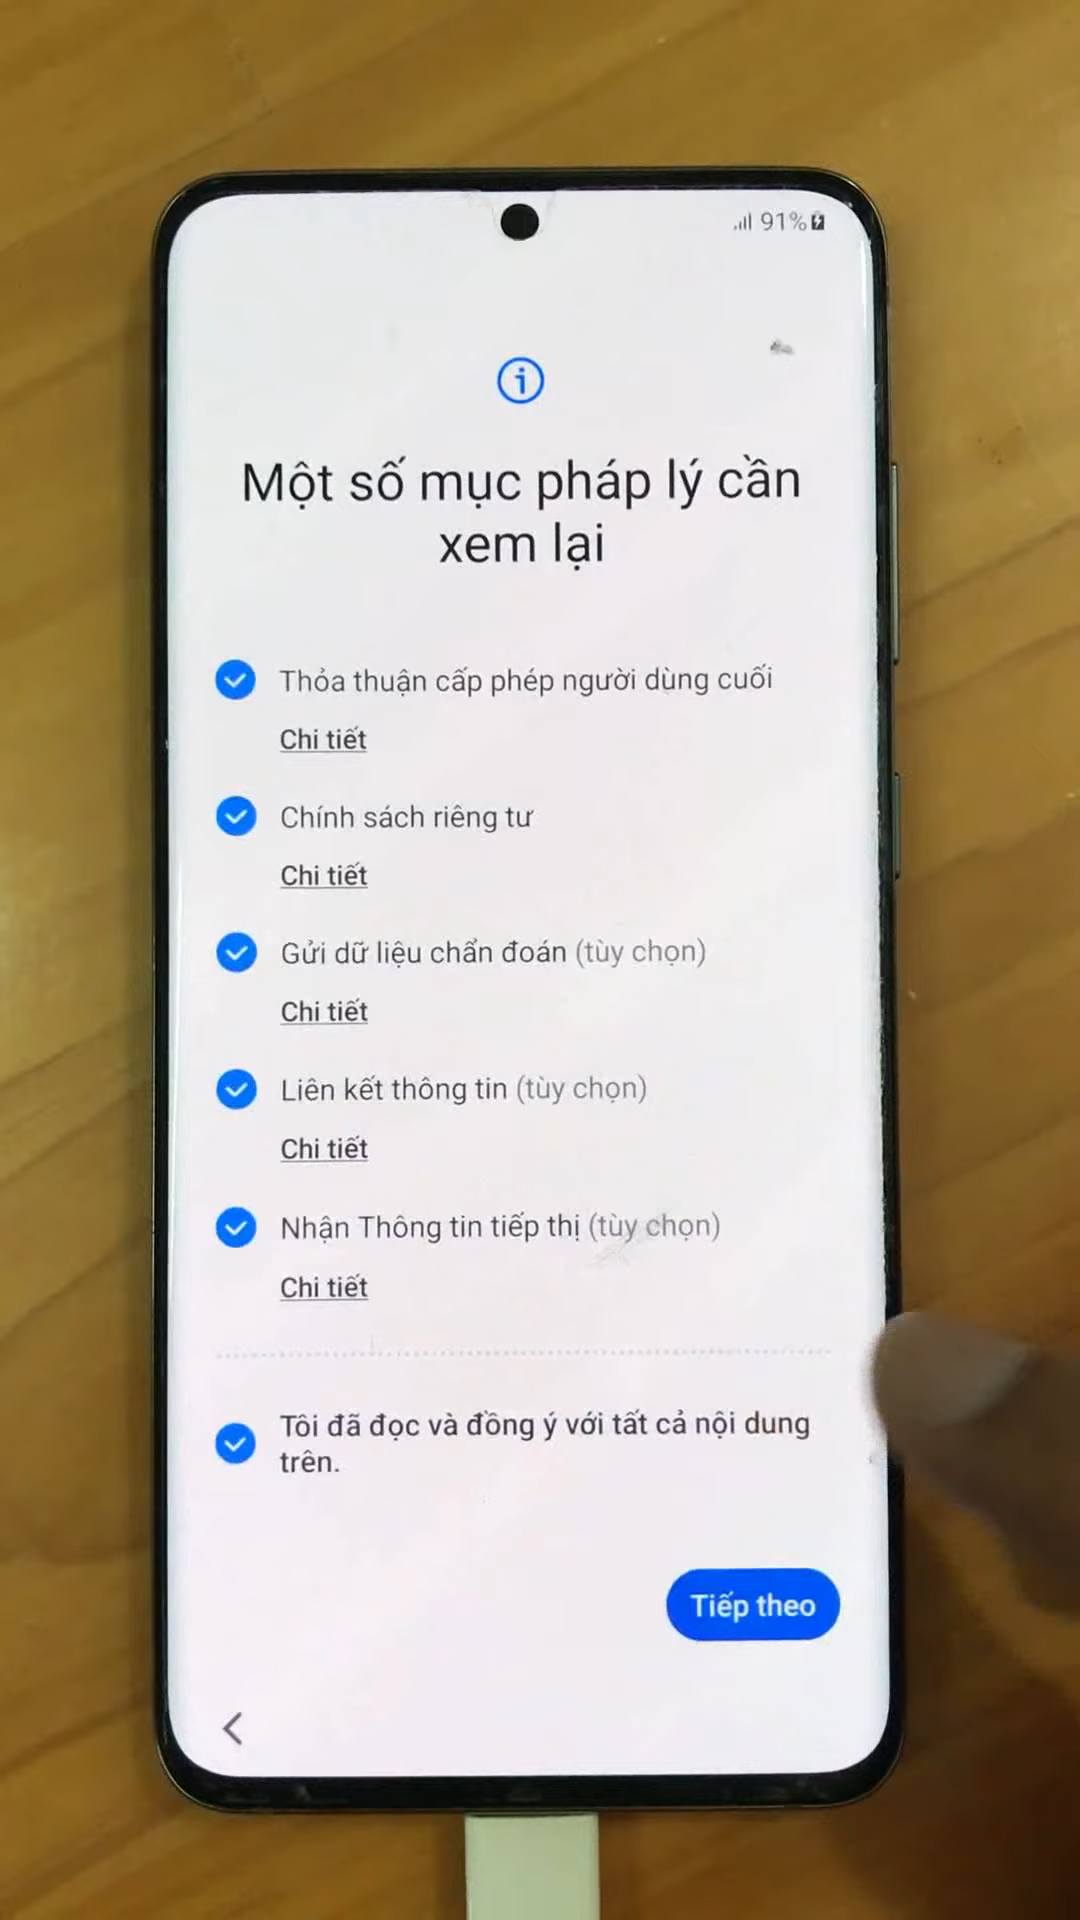 91%
Một số mục pháp lý cần
xem lại
Thỏa thuận cấp phép người dùng cuối
Chi tiết
Chính sách riêng tư
Chi tiết
Gửi dữ liệu chẩn đoán (tùy chọn)
Chi tiết
Liên kết thông tin (tùy chọn)
Chi tiết
Nhận Thông tin tiếp thị (tùy chọn)
Chi tiết
Tôi đã đọc và đồng ý với tất cả nội dung
trên.
Tiếp theo